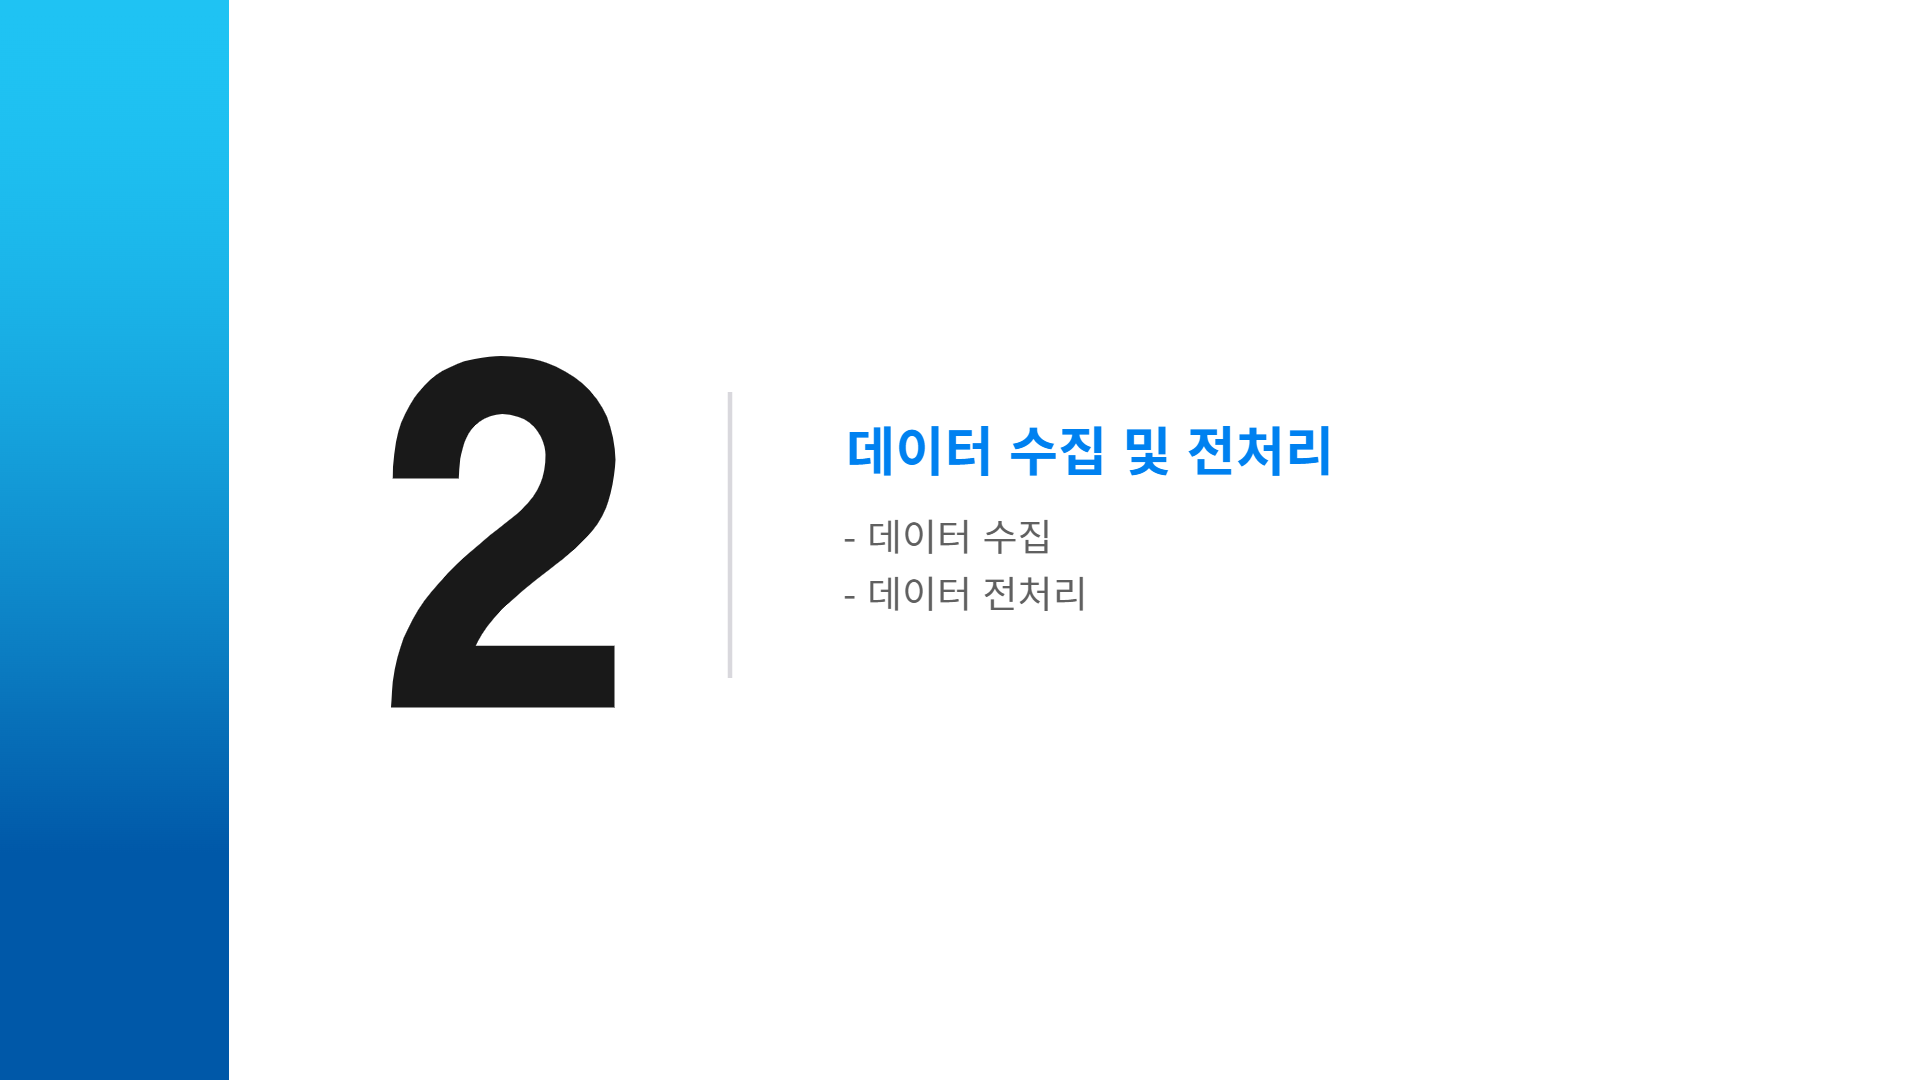 2
데이터 수집 및 전처리
- 데이터 수집
- 데이터 전처리